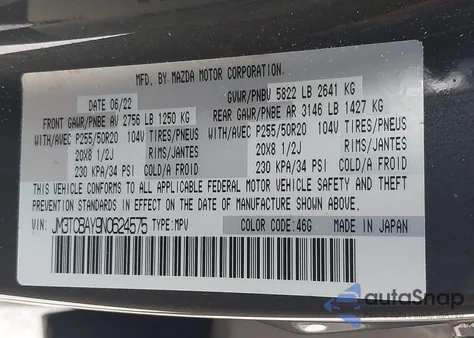 MFD. BY MAZDA MOTOR CORPORATION
DATE 06/22 GVWR/PNBV 5822 LB 2641 KG
FRONT GAWR/PNBE AV 2756 LB 1250 KG REAR GAWR/PNBE AR 3146 LB 1427 KG
WITH/AVEC P255/50R20 104V TIRES/PNEUS WITH/AVEC P255/50R20 104V TIRES/PNEUS
20X8 1/2J RIMS/JANTES 20X8 1/2J RIMS/JANTES
230 KPA/34 PSI 230 KPA/34 PSI
THIS VEHICLE CONFORMS TO ALL APPLICABLE FEDERAL MOTOR VEHICLE SAFETY AND THEFT
PREVENTION STANDARDS IN EFFECT ON THE DATE OF MANUFACTURE SHOWN ABOVE.
VIN: JM3TCBAY9N0624575 TYPE:MPV COLOR CODE:46G MADE IN JAPAN
autoSnap